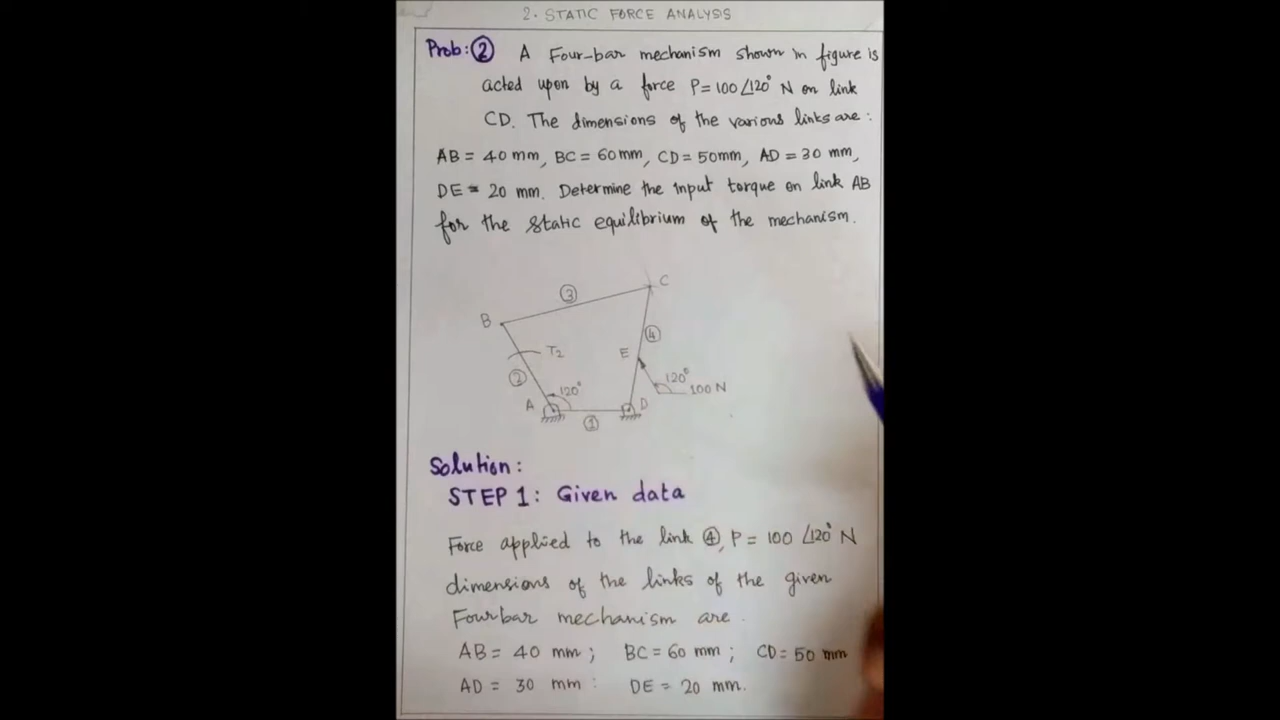 2. STATIC FORCE ANALYSIS
Prob: ② A Four-bar mechanism shown in figure is
acted upon by a force P = 100 ∠120° N on link
CD. The dimensions of the various links are:
AB = 40 mm, BC = 60mm, CD = 50mm, AD = 30 mm,
DE = 20 mm. Determine the input torque on link AB
for the static equilibrium of the mechanism.
C
③
B
④
T2
E
②
120°
120°
100 N
A
D
①
Solution:
STEP 1: Given data
Force applied to the link ④, P = 100 ∠120° N
dimensions of the links of the given
Fourbar mechanism are.
AB = 40 mm; BC = 60 mm; CD = 50 mm
AD = 30 mm: DE = 20 mm.